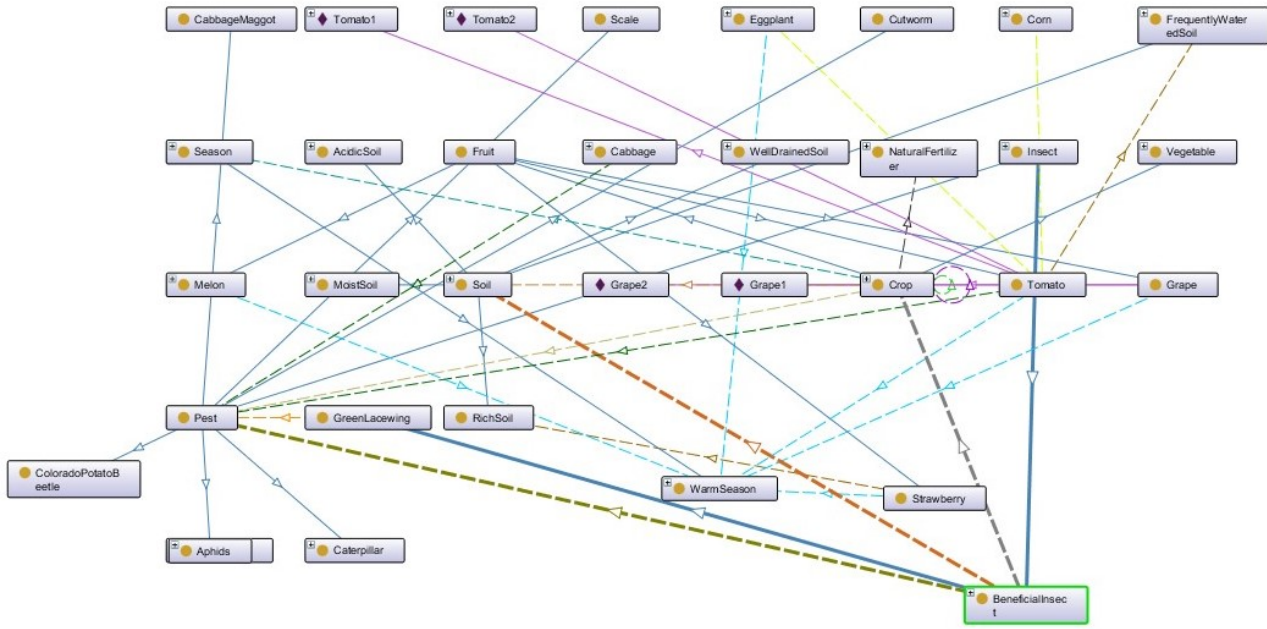 CabbageMaggot
Tomato1
Tomato2
Scale
Eggplant
Cutworm
Corn
FrequentlyWater
edSoil
Season
AcidicSoil
Fruit
Cabbage
WellDrainedSoil
NaturalFertiliz
er
Insect
Vegetable
Melon
MoistSoil
Soil
Grape2
Grape1
Crop
Tomato
Grape
Pest
GreenLacewing
RichSoil
ColoradoPotatoB
eetle
WarmSeason
Strawberry
Aphids
Caterpillar
BeneficialInsec
t